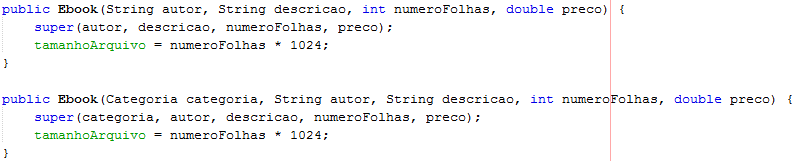 public Ebook(String autor, String descricao, int numeroFolhas, double preco) {
    super(autor, descricao, numeroFolhas, preco);
    tamanhoArquivo = numeroFolhas * 1024;
}

public Ebook(Categoria categoria, String autor, String descricao, int numeroFolhas, double preco) {
    super(categoria, autor, descricao, numeroFolhas, preco);
    tamanhoArquivo = numeroFolhas * 1024;
}